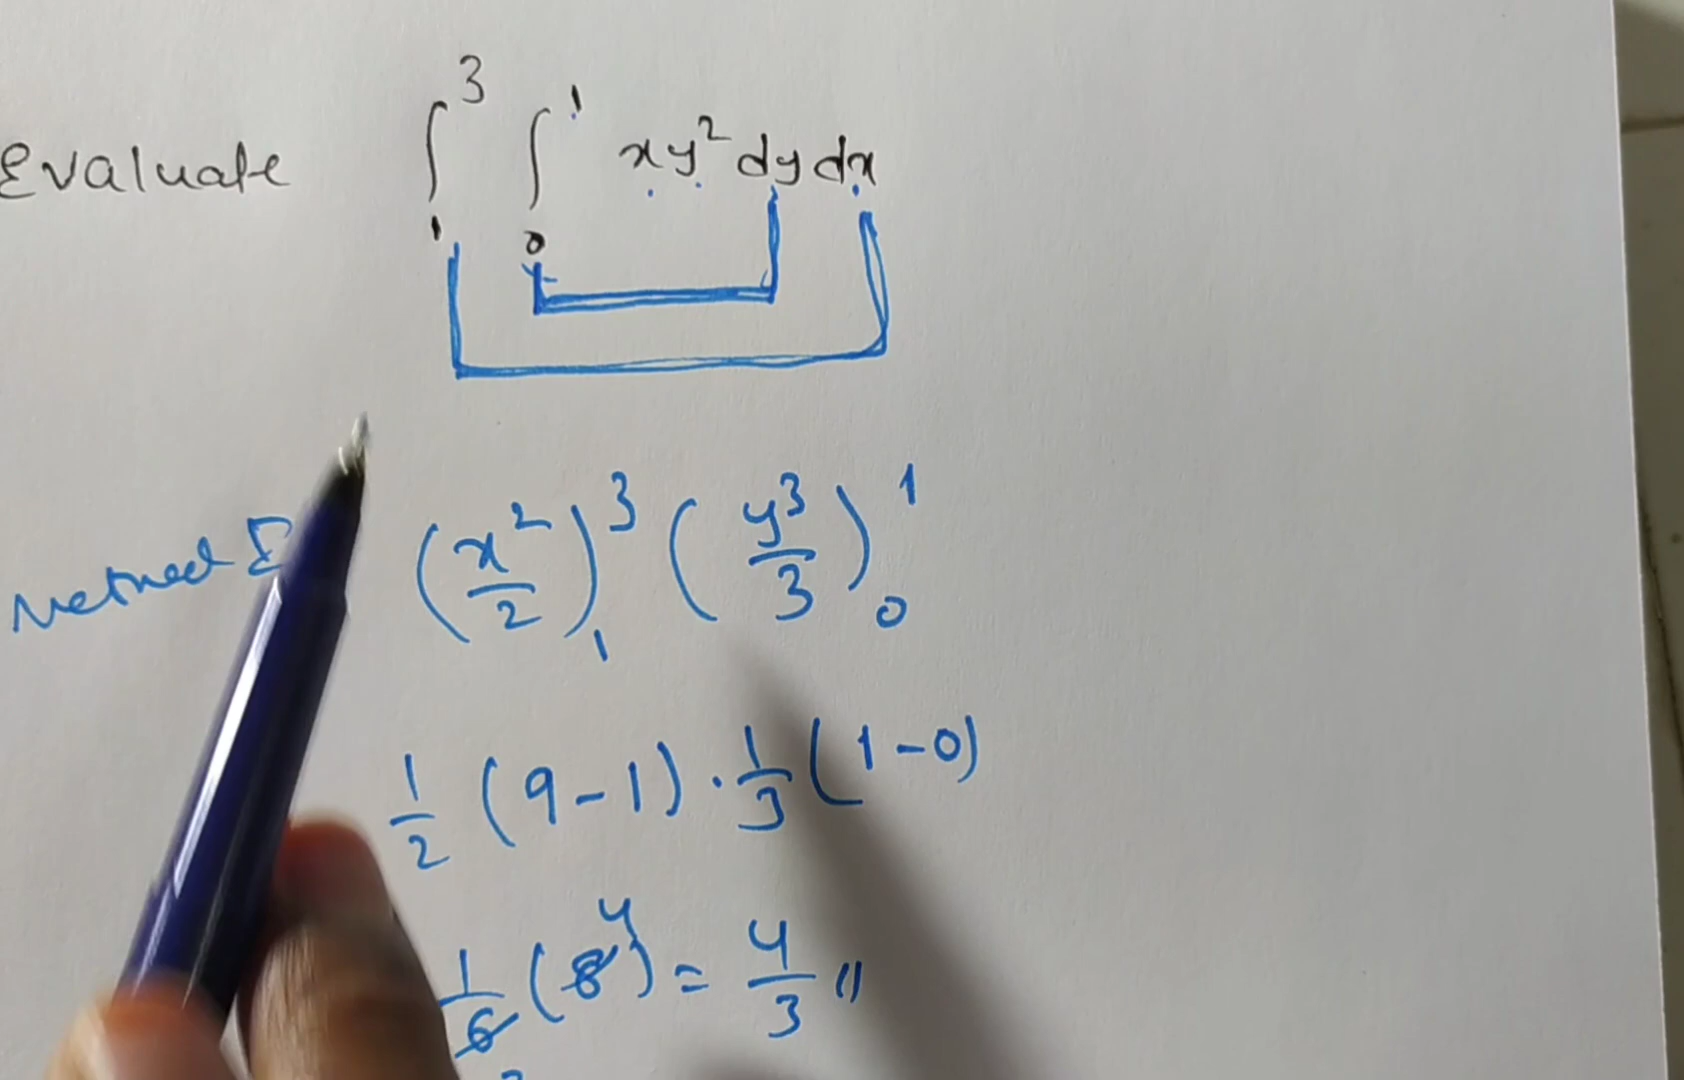 Evaluate ∫₁³ ∫₀¹ xy² dy dx
Method I (x²/2)₁³ (y³/3)₀¹
1/2 (9-1) · 1/3 (1-0)
1/6 (8) 4 = 4/3 //